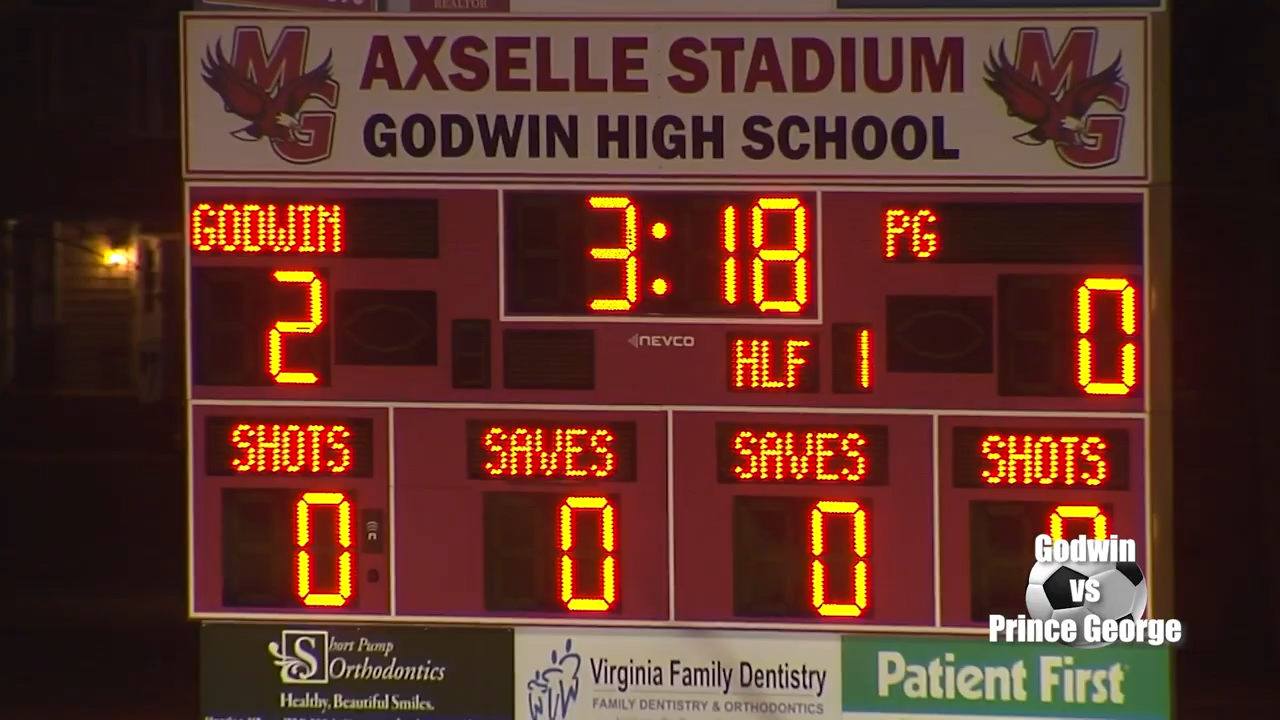 REALTOR
MG
AXSELLE STADIUM
GODWIN HIGH SCHOOL
MG
GODWIN
3:18
PG
2
0
NEVCO
HLF 1
SHOTS
SAVES
SAVES
SHOTS
0
0
0
0
Godwin
vs
Prince George
Short Pump
Orthodontics
Healthy, Beautiful Smiles.
Virginia Family Dentistry
FAMILY DENTISTRY & ORTHODONTICS
Patient First